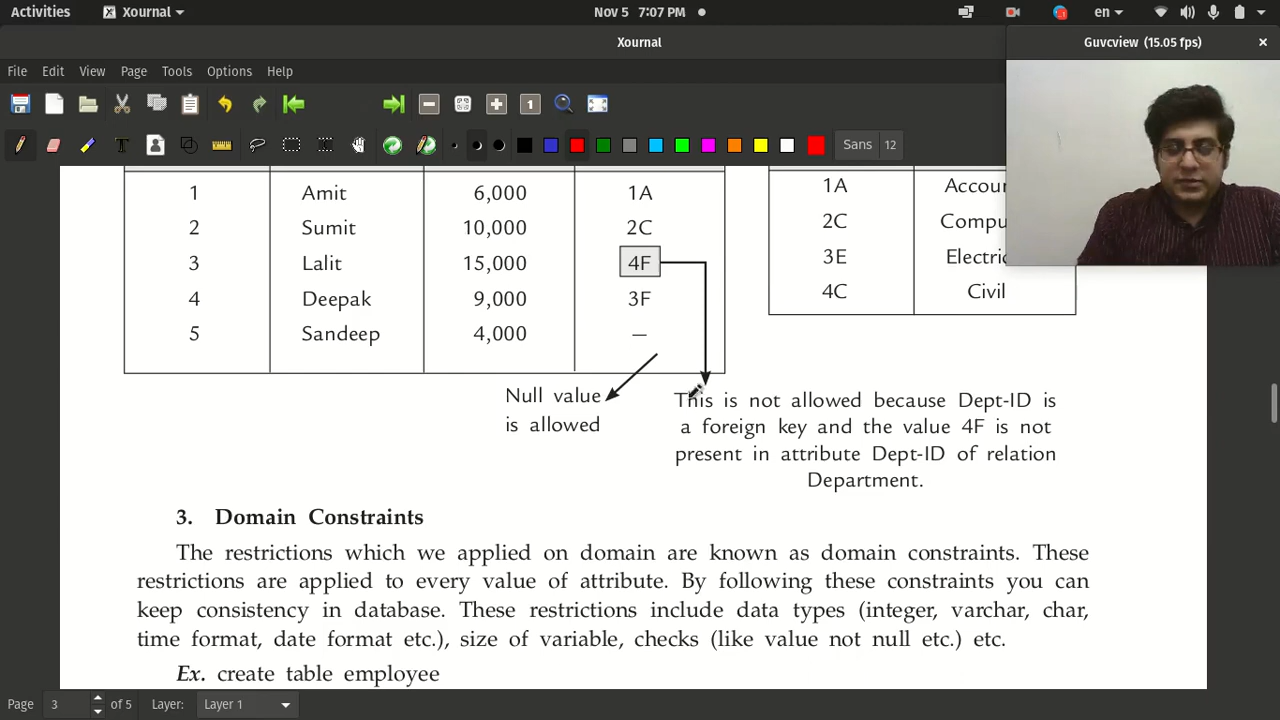 Activities Xournal Nov 5 7:07 PM en
Xournal
Guvcview (15.05 fps)
File Edit View Page Tools Options Help
1
Sans 12
1 Amit 6,000 1A
2 Sumit 10,000 2C
3 Lalit 15,000 4F
4 Deepak 9,000 3F
5 Sandeep 4,000 —
1A Accou
2C Compu
3E Electric
4C Civil
Null value
is allowed
This is not allowed because Dept-ID is
a foreign key and the value 4F is not
present in attribute Dept-ID of relation
Department.
3. Domain Constraints
The restrictions which we applied on domain are known as domain constraints. These
restrictions are applied to every value of attribute. By following these constraints you can
keep consistency in database. These restrictions include data types (integer, varchar, char,
time format, date format etc.), size of variable, checks (like value not null etc.) etc.
Ex. create table employee
Page 3 of 5 Layer: Layer 1